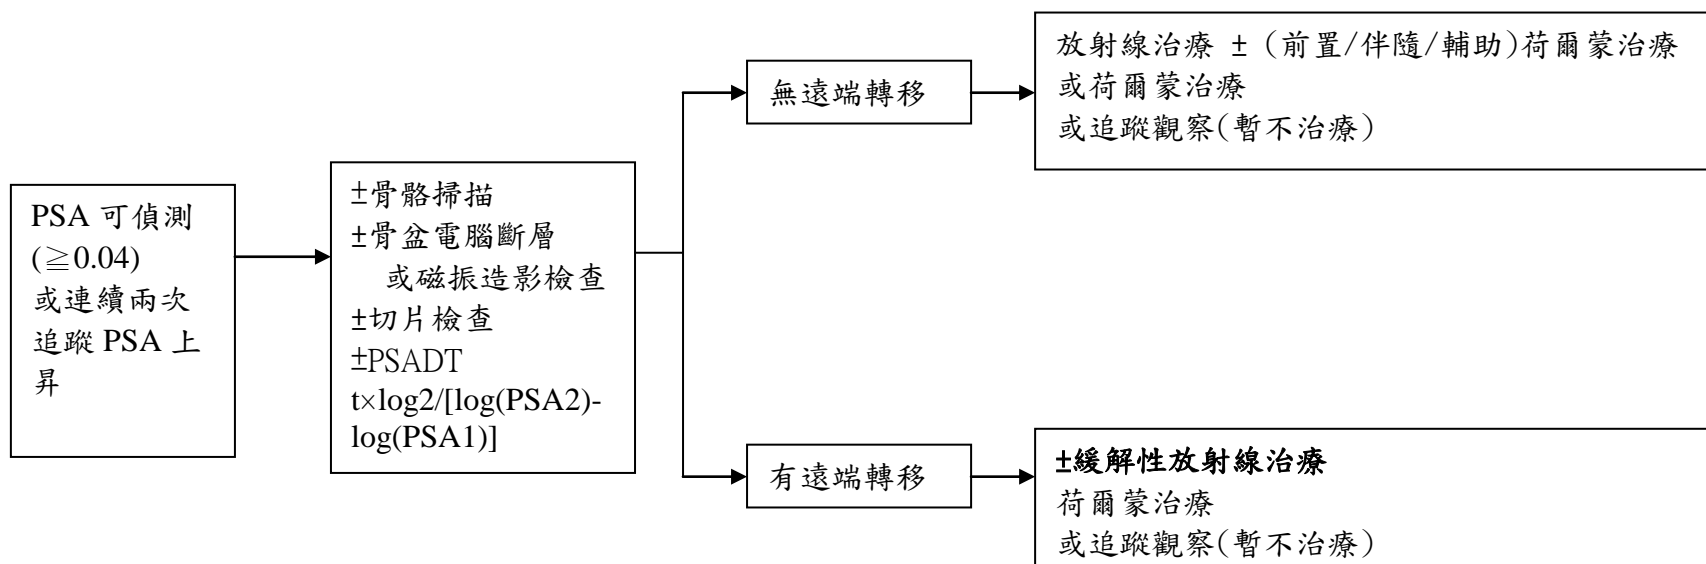 PSA 可偵測
(≧0.04)
或連續兩次
追蹤 PSA 上
昇
±骨骼掃描
±骨盆電腦斷層
或磁振造影檢查
±切片檢查
±PSADT
t×log2/[log(PSA2)-
log(PSA1)]
無遠端轉移
放射線治療 ± (前置/伴隨/輔助)荷爾蒙治療
或荷爾蒙治療
或追蹤觀察(暫不治療)
有遠端轉移
±緩解性放射線治療
荷爾蒙治療
或追蹤觀察(暫不治療)